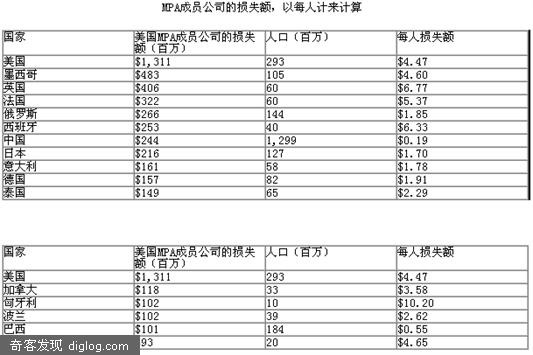 MPA成员公司的损失额，以每人计来计算
国家 美国MPA成员公司的损失额（百万） 人口（百万） 每人损失额
美国 $1,311 293 $4.47
墨西哥 $483 105 $4.60
英国 $406 60 $6.77
法国 $322 60 $5.37
俄罗斯 $266 144 $1.85
西班牙 $253 40 $6.33
中国 $244 1,299 $0.19
日本 $216 127 $1.70
意大利 $161 58 $1.78
德国 $157 82 $1.91
泰国 $149 65 $2.29
国家 美国MPA成员公司的损失额（百万） 人口（百万） 每人损失额
美国 $1,311 293 $4.47
加拿大 $118 33 $3.58
匈牙利 $102 10 $10.20
波兰 $102 39 $2.62
巴西 $101 184 $0.55
93 20 $4.65
奇客发现 diglog.com